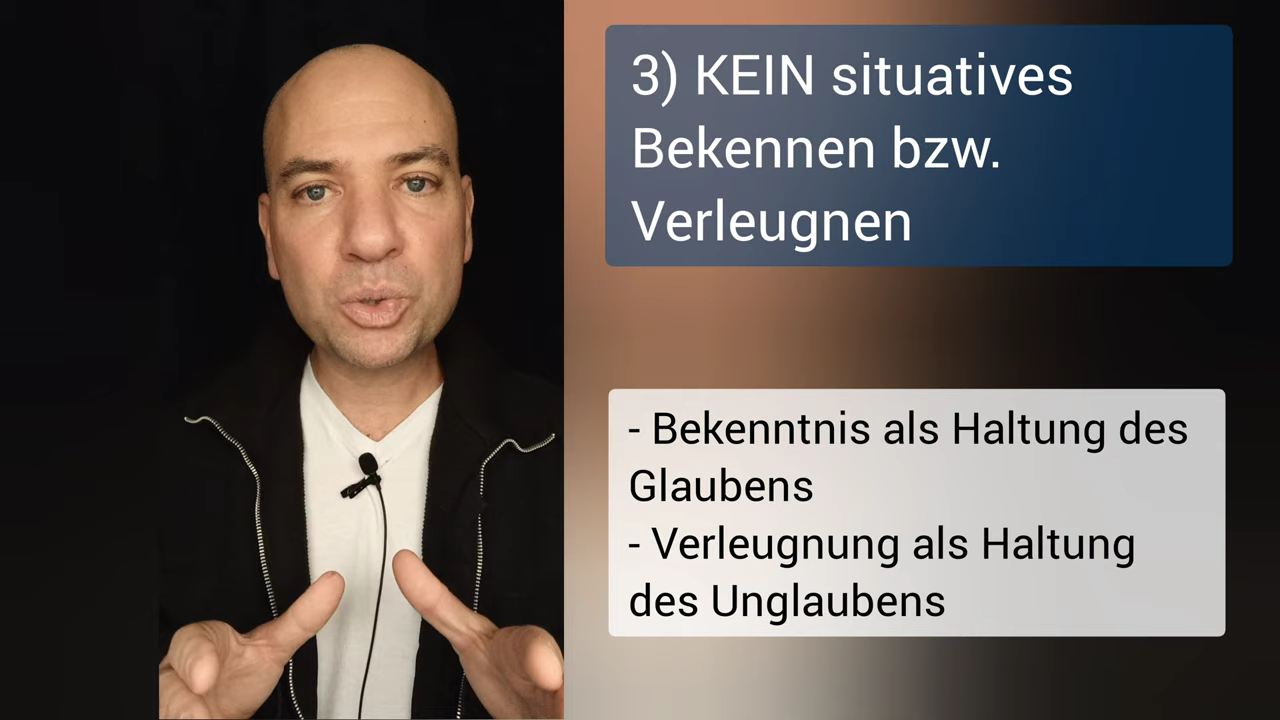 3) KEIN situatives
Bekennen bzw.
Verleugnen
- Bekenntnis als Haltung des
Glaubens
- Verleugnung als Haltung
des Unglaubens